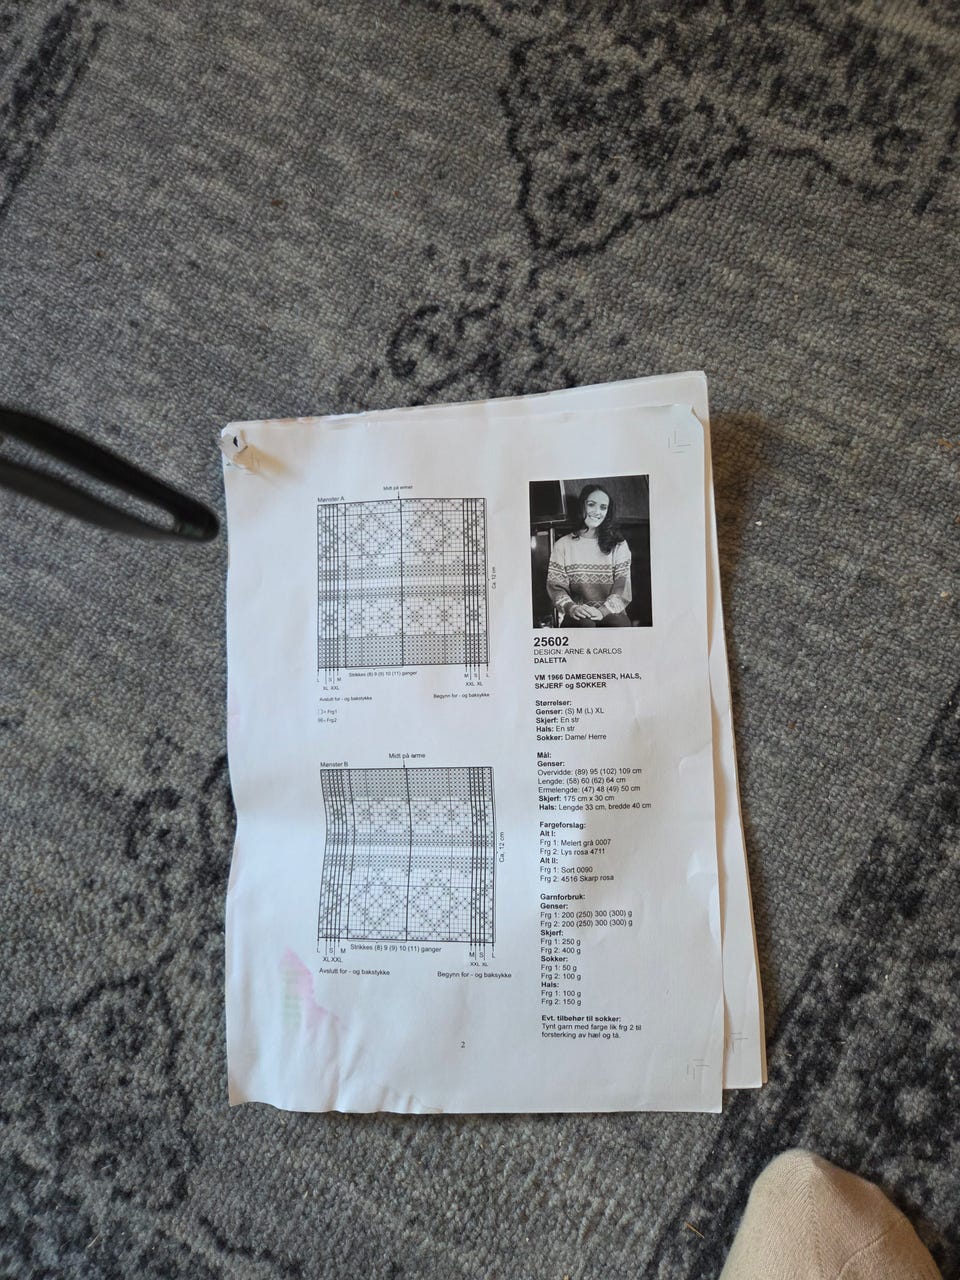 Midt på ermer
Mønster A
Ca. 12 cm
Strikkes (8) 9 (9) 10 (11) ganger
L S M
XL XXL
M S L
XXL XL
Avslutt for - og bakstykke
Begynn for - og baksykke
= Frg1
= Frg2
Midt på erme
Mønster B
Ca. 12 cm
Strikkes (8) 9 (9) 10 (11) ganger
L S M
XL XXL
M S L
XXL XL
Avslutt for - og bakstykke
Begynn for - og baksykke
2
25602
DESIGN: ARNE & CARLOS
DALETTA
VM 1966 DAMEGENSER, HALS,
SKJERF og SOKKER
Størrelser:
Genser: (S) M (L) XL
Skjerf: En str
Hals: En str
Sokker: Dame/ Herre
Mål:
Genser:
Overvidde: (89) 95 (102) 109 cm
Lengde: (58) 60 (62) 64 cm
Ermelengde: (47) 48 (49) 50 cm
Skjerf: 175 cm x 30 cm
Hals: Lengde 33 cm, bredde 40 cm
Fargeforslag:
Alt I:
Frg 1: Melert grå 0007
Frg 2: Lys rosa 4711
Alt II:
Frg 1: Sort 0090
Frg 2: 4516 Skarp rosa
Garnforbruk:
Genser:
Frg 1: 200 (250) 300 (300) g
Frg 2: 200 (250) 300 (300) g
Skjerf:
Frg 1: 250 g
Frg 2: 400 g
Sokker:
Frg 1: 50 g
Frg 2: 100 g
Hals:
Frg 1: 100 g
Frg 2: 150 g
Evt. tilbehør til sokker:
Tynt garn med farge lik frg 2 til
forsterking av hæl og tå.